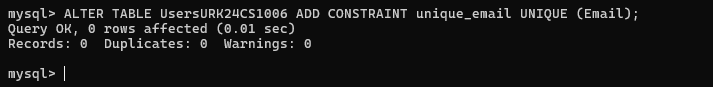 mysql> ALTER TABLE UsersURK24CS1006 ADD CONSTRAINT unique_email UNIQUE (Email);
Query OK, 0 rows affected (0.01 sec)
Records: 0  Duplicates: 0  Warnings: 0
mysql>